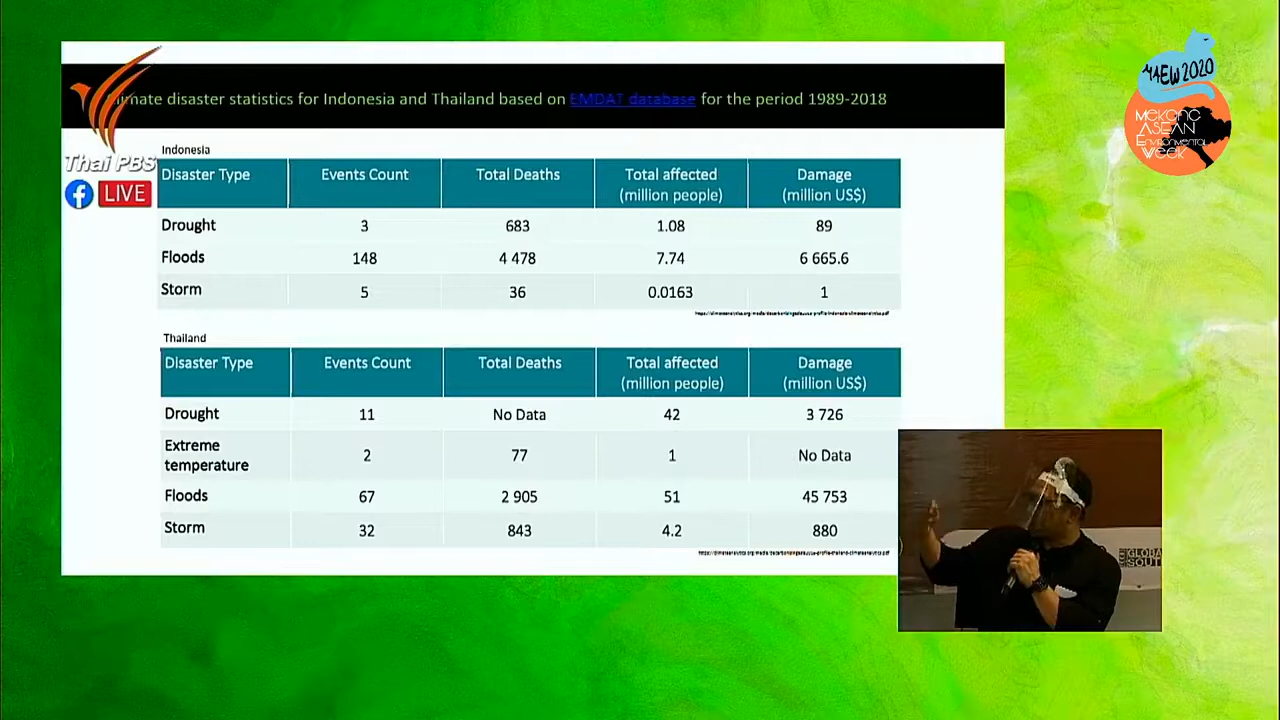 Climate disaster statistics for Indonesia and Thailand based on EMDAT database for the period 1989-2018
MAEW 2020
MEKONG
ASEAN
ENVIRONMENTAL
WEEK
Thai PBS
LIVE
Indonesia
Disaster Type Events Count Total Deaths Total affected (million people) Damage (million US$)
Drought 3 683 1.08 89
Floods 148 4 478 7.74 6 665.6
Storm 5 36 0.0163 1
Thailand
Disaster Type Events Count Total Deaths Total affected (million people) Damage (million US$)
Drought 11 No Data 42 3 726
Extreme temperature 2 77 1 No Data
Floods 67 2 905 51 45 753
Storm 32 843 4.2 880
GLOBA
SOUT